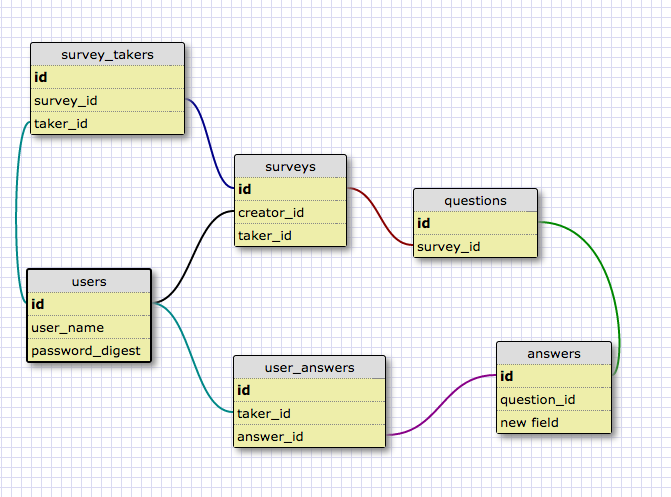 survey_takers
id
survey_id
taker_id
surveys
id
creator_id
taker_id
questions
id
survey_id
users
id
user_name
password_digest
user_answers
id
taker_id
answer_id
answers
id
question_id
new field